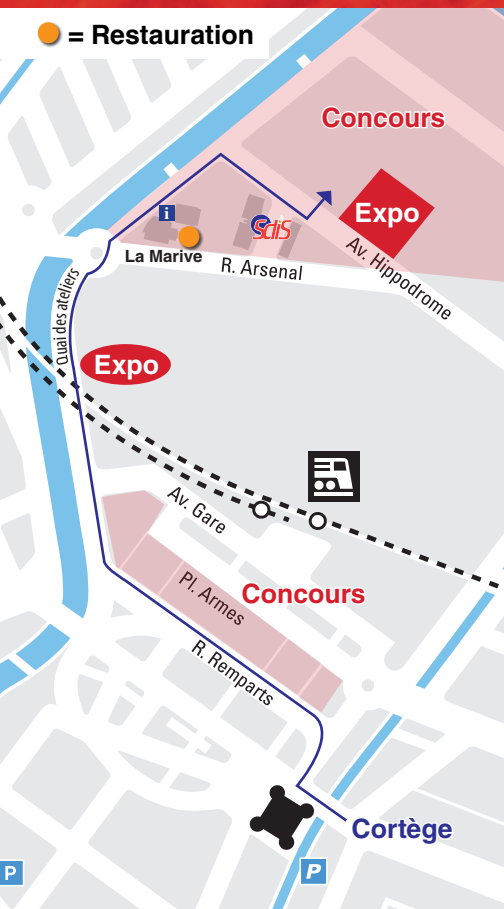 = Restauration
Concours
i
Expo
SdiS
La Marive
R. Arsenal
Av. Hippodrome
Quai des ateliers
Expo
Av. Gare
Concours
Pl. Armes
R. Remparts
Cortège
P
P